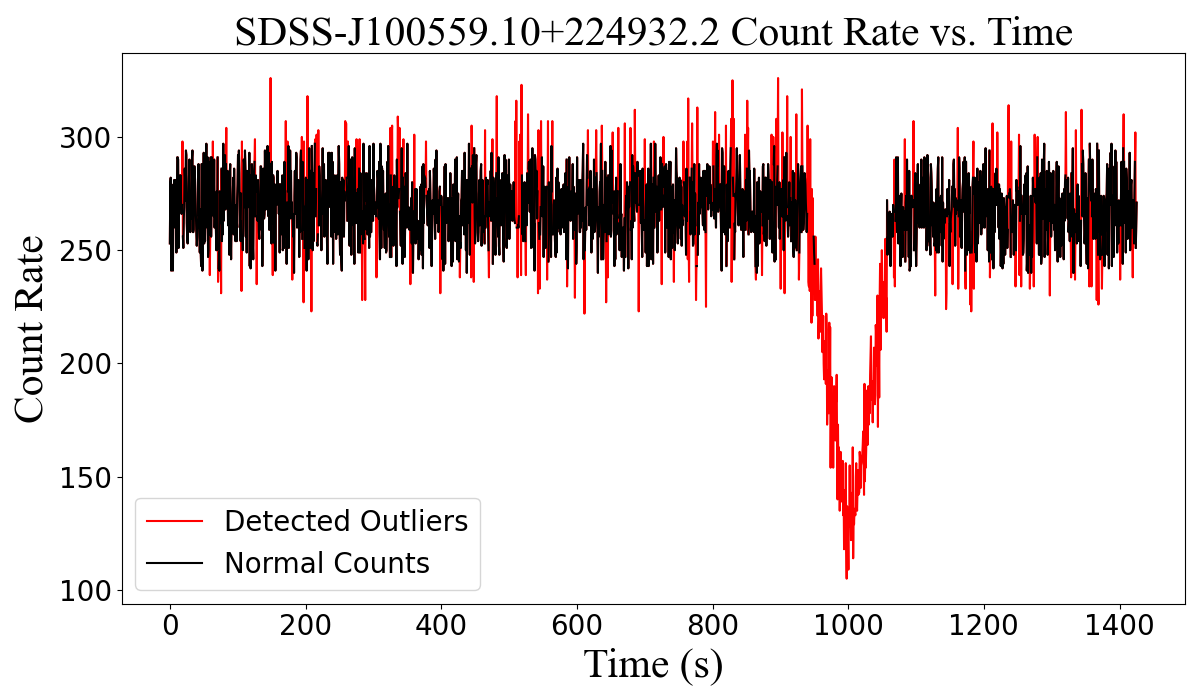 SDSS-J100559.10+224932.2 Count Rate vs. Time
Count Rate
300
250
200
150
100
Detected Outliers
Normal Counts
0 200 400 600 800 1000 1200 1400
Time (s)